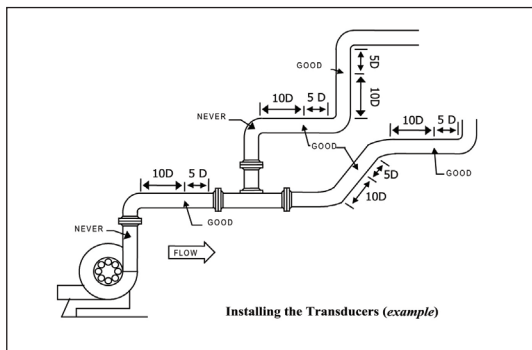 GOOD
5D
10D
10D 5 D
NEVER
10D 5 D
GOOD
GOOD
10D 5 D
5D
10D
GOOD
NEVER
FLOW
Installing the Transducers (example)